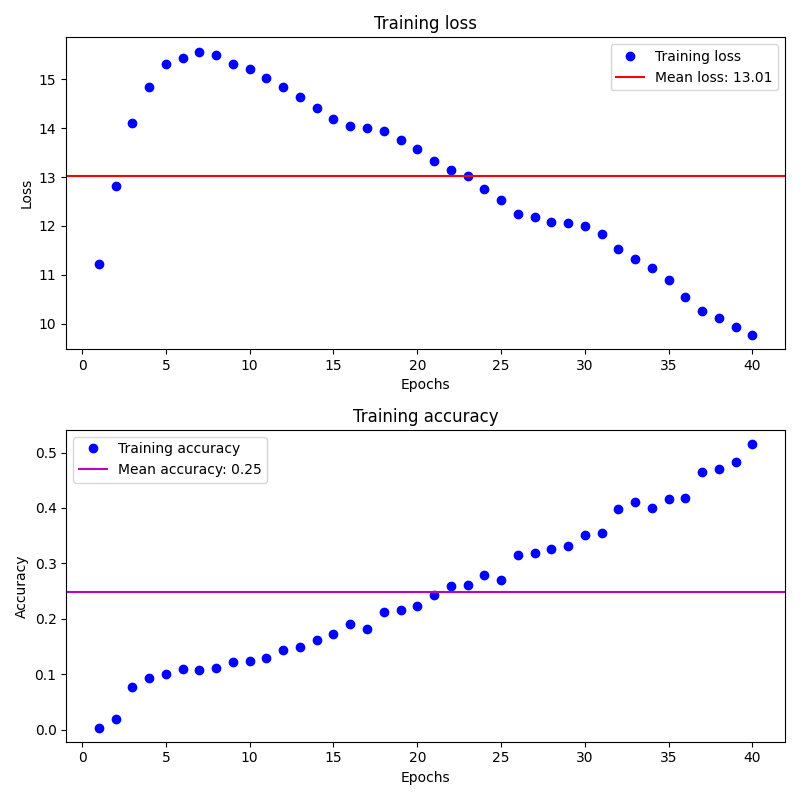 Training loss
Training loss
Mean loss: 13.01
15
14
13
12
11
10
Loss
0 5 10 15 20 25 30 35 40
Epochs
Training accuracy
Training accuracy
Mean accuracy: 0.25
0.5
0.4
0.3
0.2
0.1
0.0
Accuracy
0 5 10 15 20 25 30 35 40
Epochs